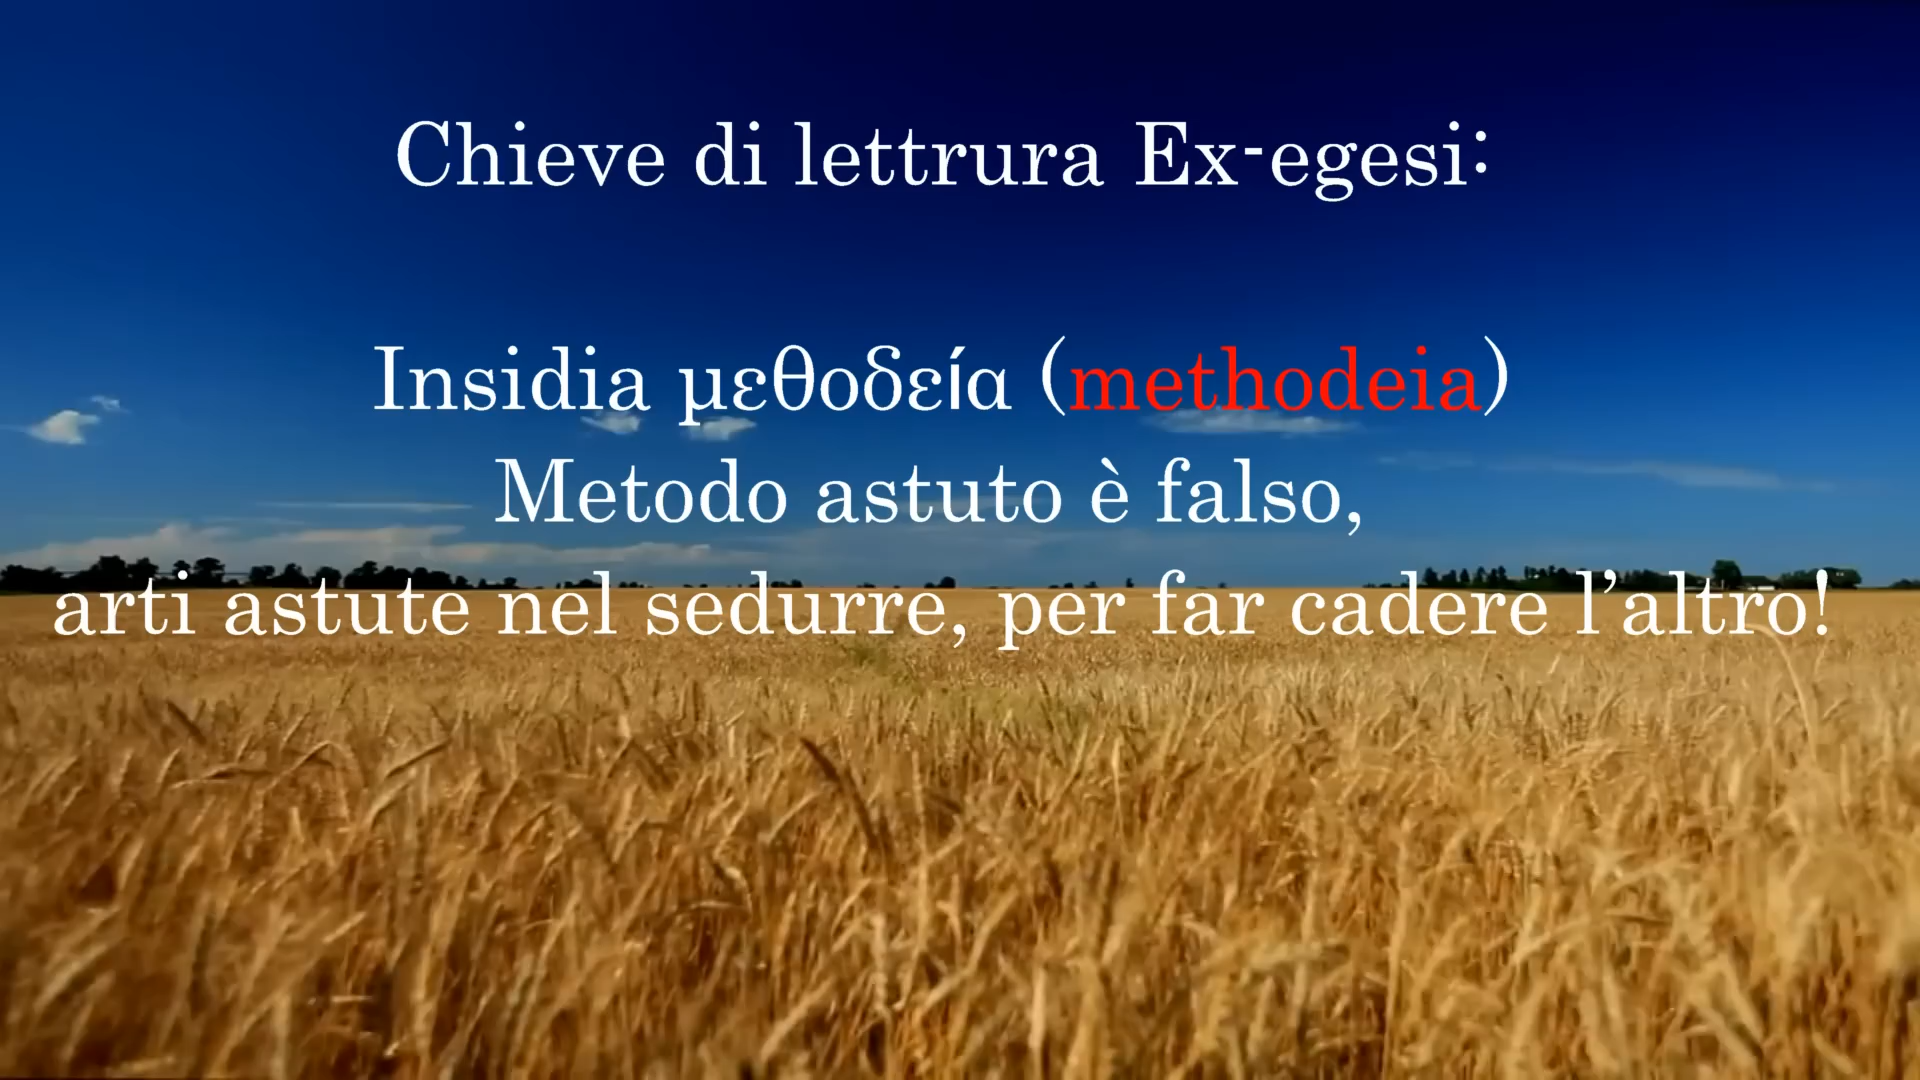 Chieve di lettrura Ex-egesi:
Insidia μεθοδεία (methodeia)
Metodo astuto è falso,
arti astute nel sedurre, per far cadere l’altro!